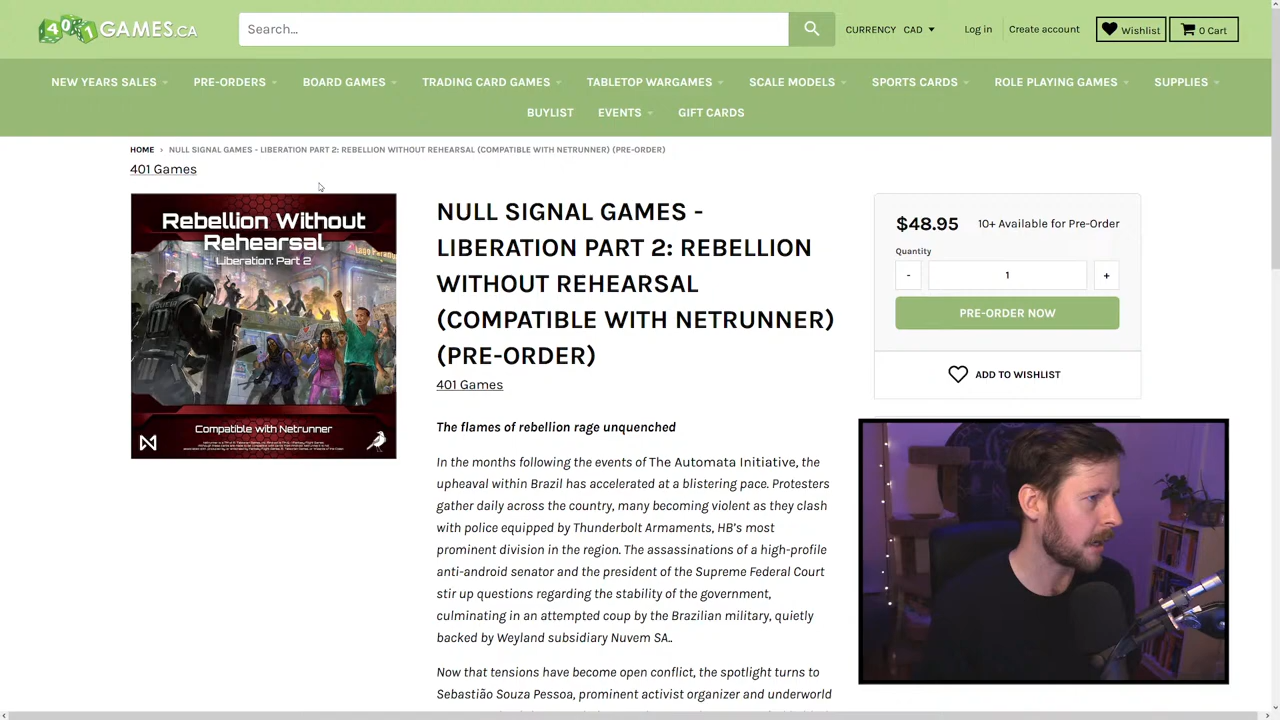 401 GAMES.CA
Search...
CURRENCY CAD
Log in
Create account
Wishlist
0 Cart
NEW YEARS SALES
PRE-ORDERS
BOARD GAMES
TRADING CARD GAMES
TABLETOP WARGAMES
SCALE MODELS
SPORTS CARDS
ROLE PLAYING GAMES
SUPPLIES
BUYLIST
EVENTS
GIFT CARDS
HOME › NULL SIGNAL GAMES - LIBERATION PART 2: REBELLION WITHOUT REHEARSAL (COMPATIBLE WITH NETRUNNER) (PRE-ORDER)
401 Games
Rebellion Without
Rehearsal
Liberation: Part 2
Compatible with Netrunner
NULL SIGNAL GAMES -
LIBERATION PART 2: REBELLION
WITHOUT REHEARSAL
(COMPATIBLE WITH NETRUNNER)
(PRE-ORDER)
401 Games
The flames of rebellion rage unquenched
In the months following the events of The Automata Initiative, the
upheaval within Brazil has accelerated at a blistering pace. Protesters
gather daily across the country, many becoming violent as they clash
with police equipped by Thunderbolt Armaments, HB's most
prominent division in the region. The assassinations of a high-profile
anti-android senator and the president of the Supreme Federal Court
stir up questions regarding the stability of the government,
culminating in an attempted coup by the Brazilian military, quietly
backed by Weyland subsidiary Nuvem SA..
Now that tensions have become open conflict, the spotlight turns to
Sebastião Souza Pessoa, prominent activist organizer and underworld
$48.95
10+ Available for Pre-Order
Quantity
- 1 +
PRE-ORDER NOW
ADD TO WISHLIST